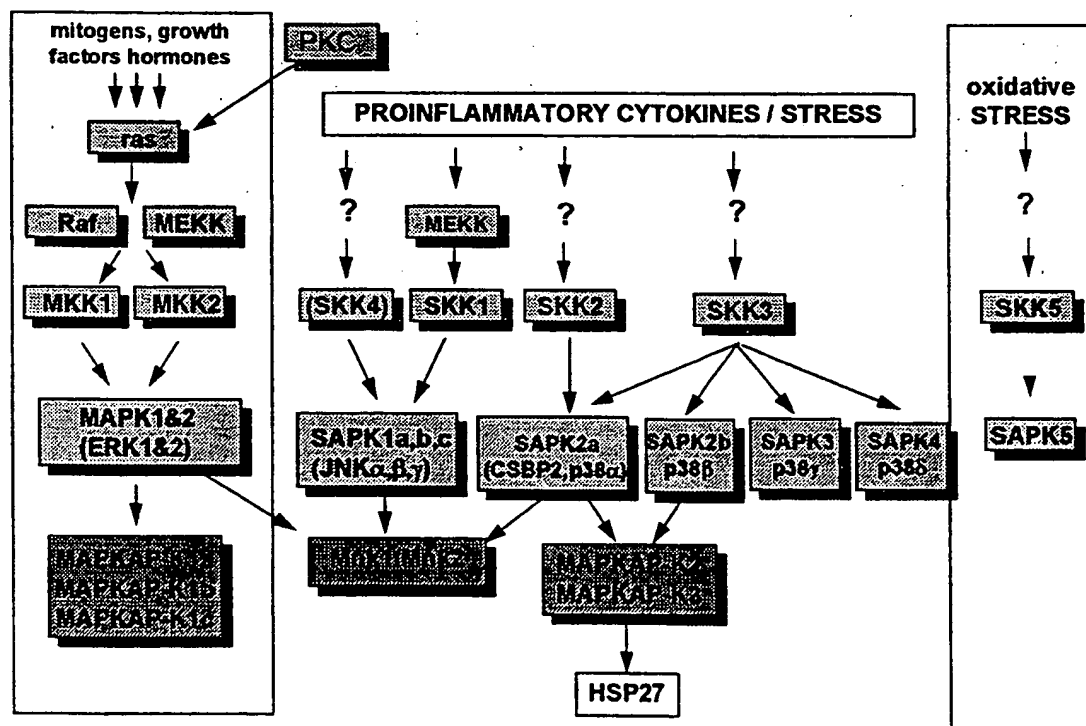 mitogens, growth
factors hormones
PKC
ras
Raf
MEKK
MKK1
MKK2
MAPK1&2
(ERK1&2)
MAPKAP-K1a
MAPKAP-K1b
MAPKAP-K1c
PROINFLAMMATORY CYTOKINES / STRESS
?
?
?
MEKK
(SKK4)
SKK1
SKK2
SKK3
SAPK1a,b,c
(JNKα,β,γ)
SAPK2a
(CSBP2,p38α)
SAPK2b
p38β
SAPK3
p38γ
SAPK4
p38δ
MAPKAP-K2
MAPKAP-K3
HSP27
oxidative
STRESS
?
SKK5
SAPK5